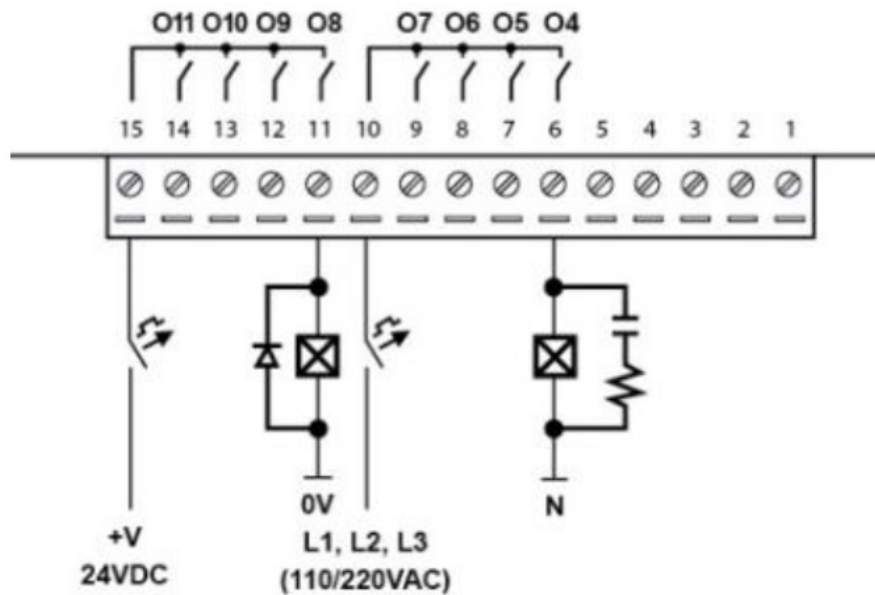 O11 O10 O9 O8 O7 O6 O5 O4
15 14 13 12 11 10 9 8 7 6 5 4 3 2 1
0V N
+V L1, L2, L3
24VDC (110/220VAC)